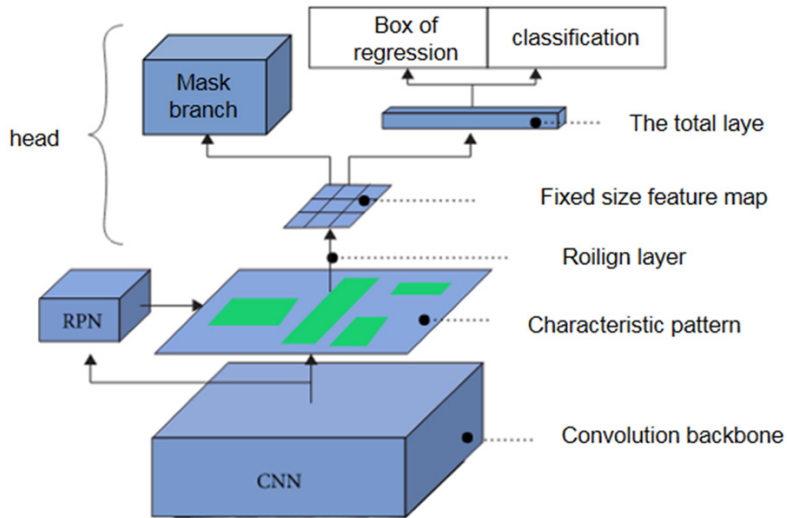 Box of
regression
classification
Mask
branch
head
The total laye
Fixed size feature map
Roilign layer
RPN
Characteristic pattern
Convolution backbone
CNN